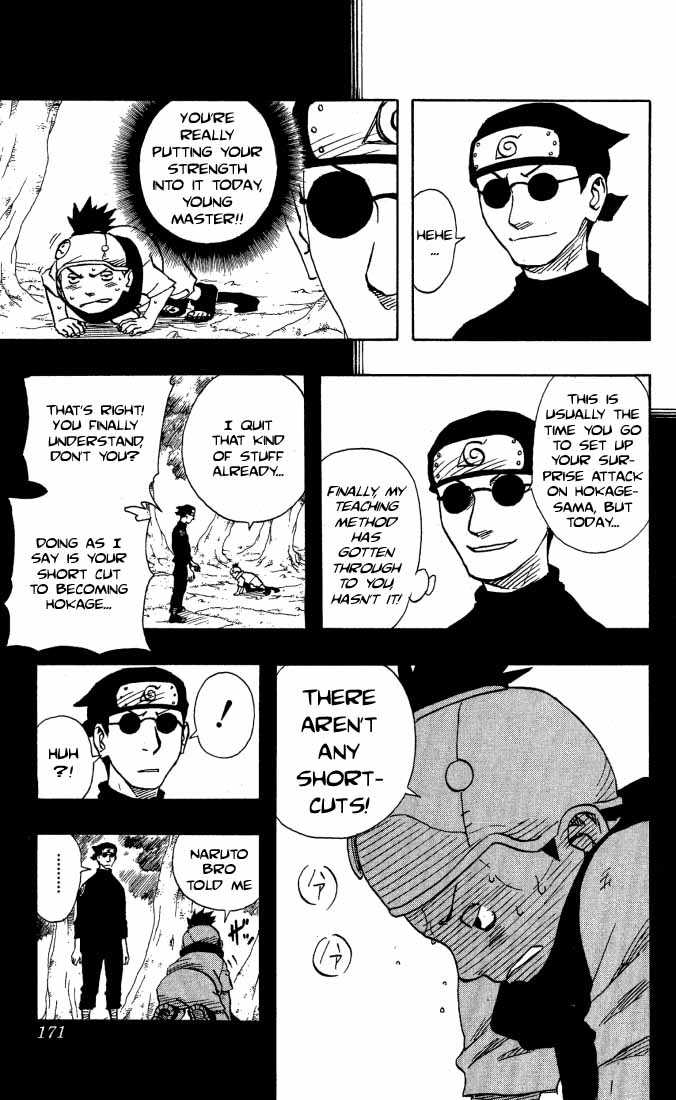 HEHE
...
YOU'RE
REALLY
PUTTING YOUR
STRENGTH
INTO IT TODAY,
YOUNG
MASTER!!
THIS IS
USUALLY THE
TIME YOU GO
TO SET UP
YOUR SUR-
PRISE ATTACK
ON HOKAGE-
SAMA, BUT
TODAY...
FINALLY, MY
TEACHING
METHOD
HAS
GOTTEN
THROUGH
TO YOU,
HASN'T IT!
I QUIT
THAT KIND
OF STUFF
ALREADY...
THAT'S RIGHT!
YOU FINALLY
UNDERSTAND,
DON'T YOU?
DOING AS I
SAY IS YOUR
SHORT CUT
TO BECOMING
HOKAGE...
THERE
AREN'T
ANY
SHORT-
CUTS!
!
HUH
?!
NARUTO
BRO
TOLD ME
........
171